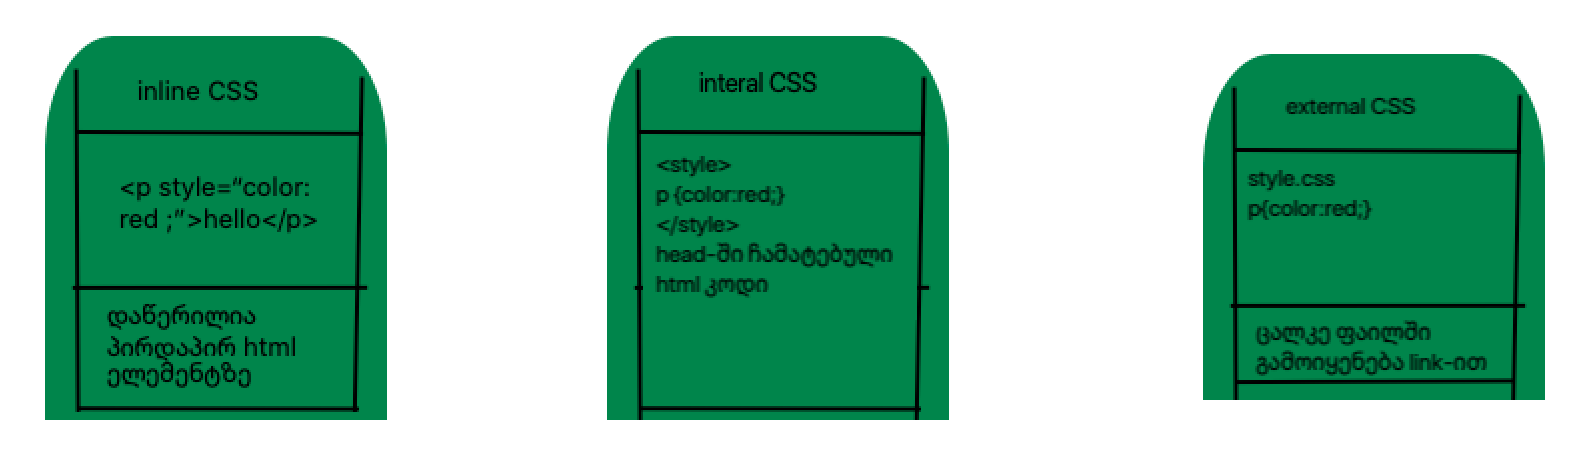 inline CSS
<p style="color:
red ;">hello</p>
დაწერილია
პირდაპირ html
ელემენტზე
interal CSS
<style>
p {color:red;}
</style>
head-ში ჩამატებული
html კოდი
external CSS
style.css
p{color:red;}
ცალკე ფაილში
გამოიყენება link-ით